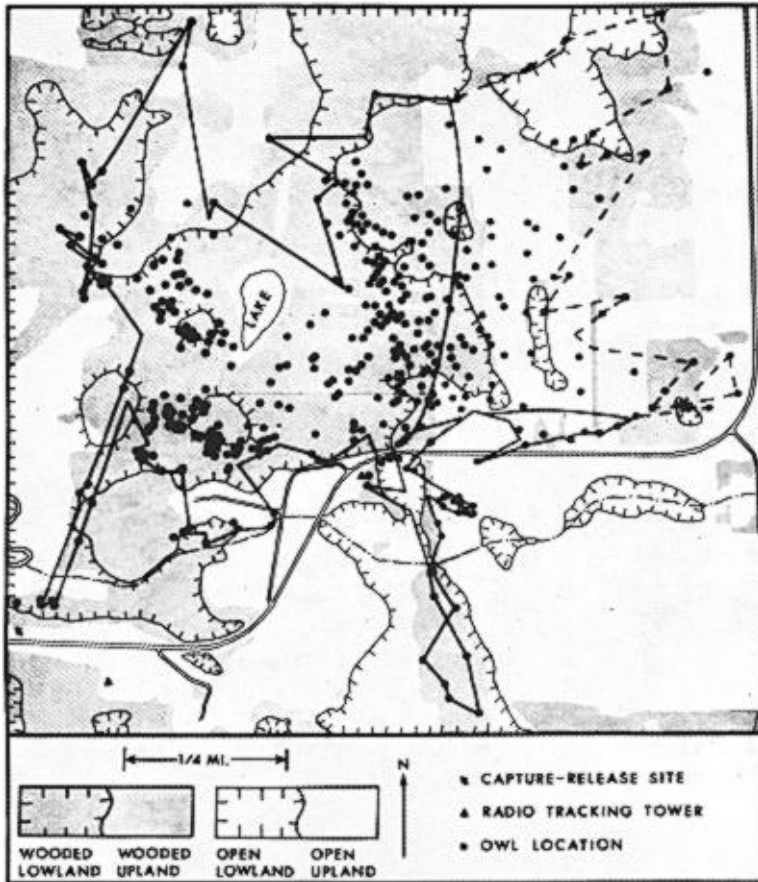 LAKE
1/4 MI.
N
CAPTURE-RELEASE SITE
RADIO TRACKING TOWER
OWL LOCATION
WOODED LOWLAND
WOODED UPLAND
OPEN LOWLAND
OPEN UPLAND